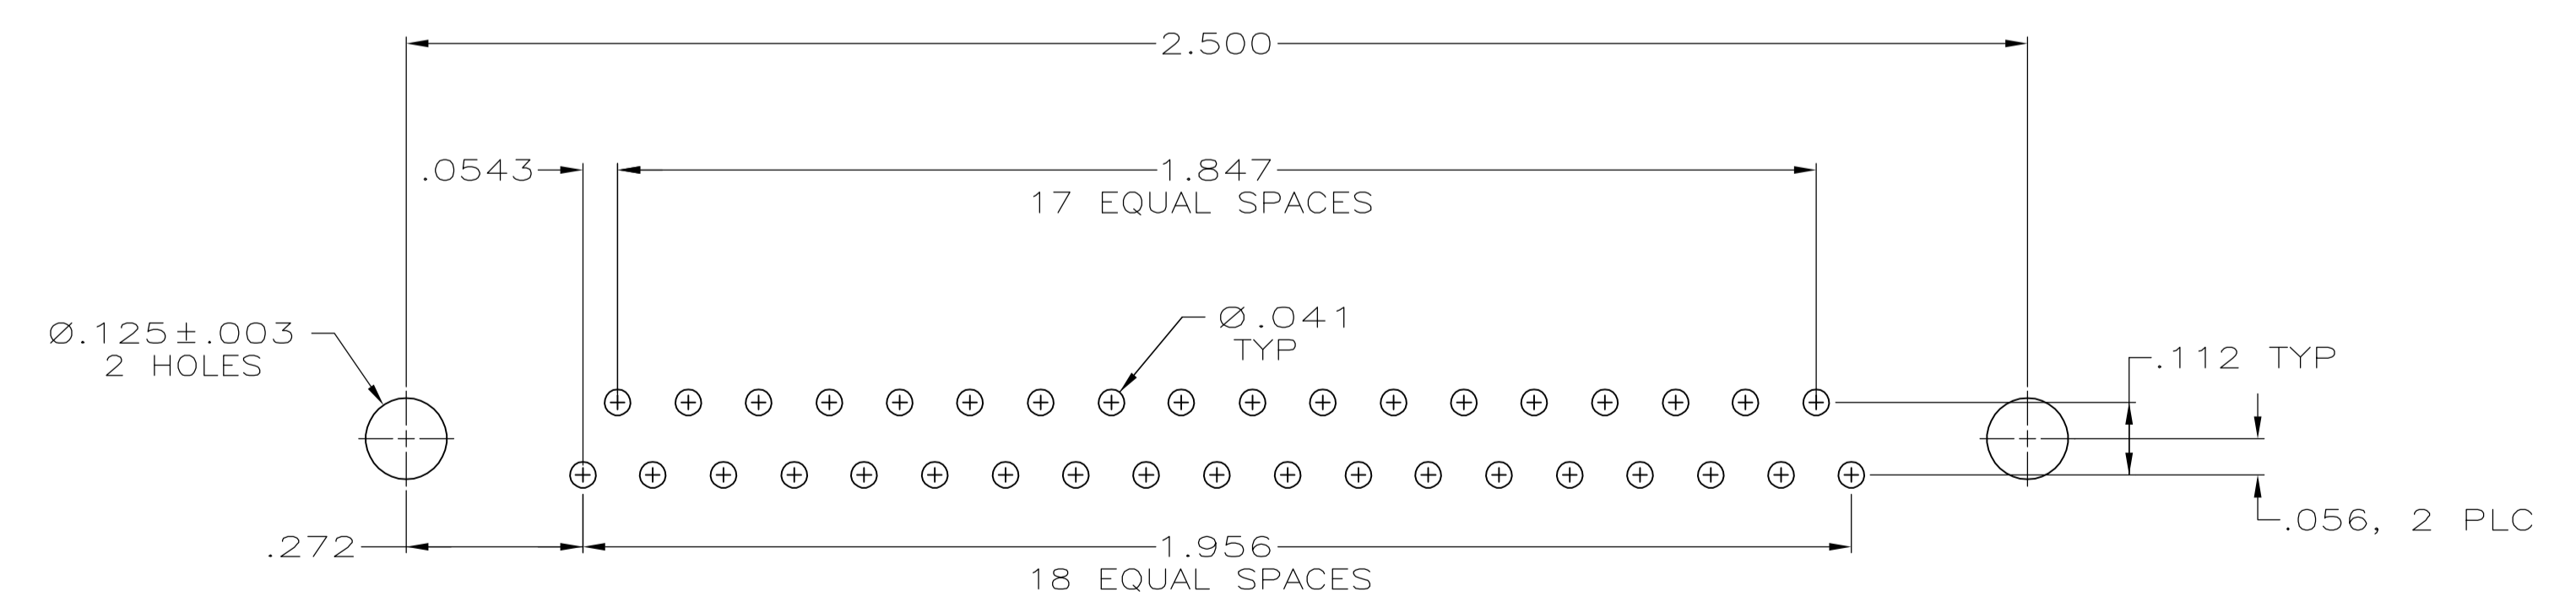 2.500
.0543
1.847
17 EQUAL SPACES
Ø.125±.003
2 HOLES
Ø.041
TYP
.112 TYP
.056, 2 PLC
.272
1.956
18 EQUAL SPACES